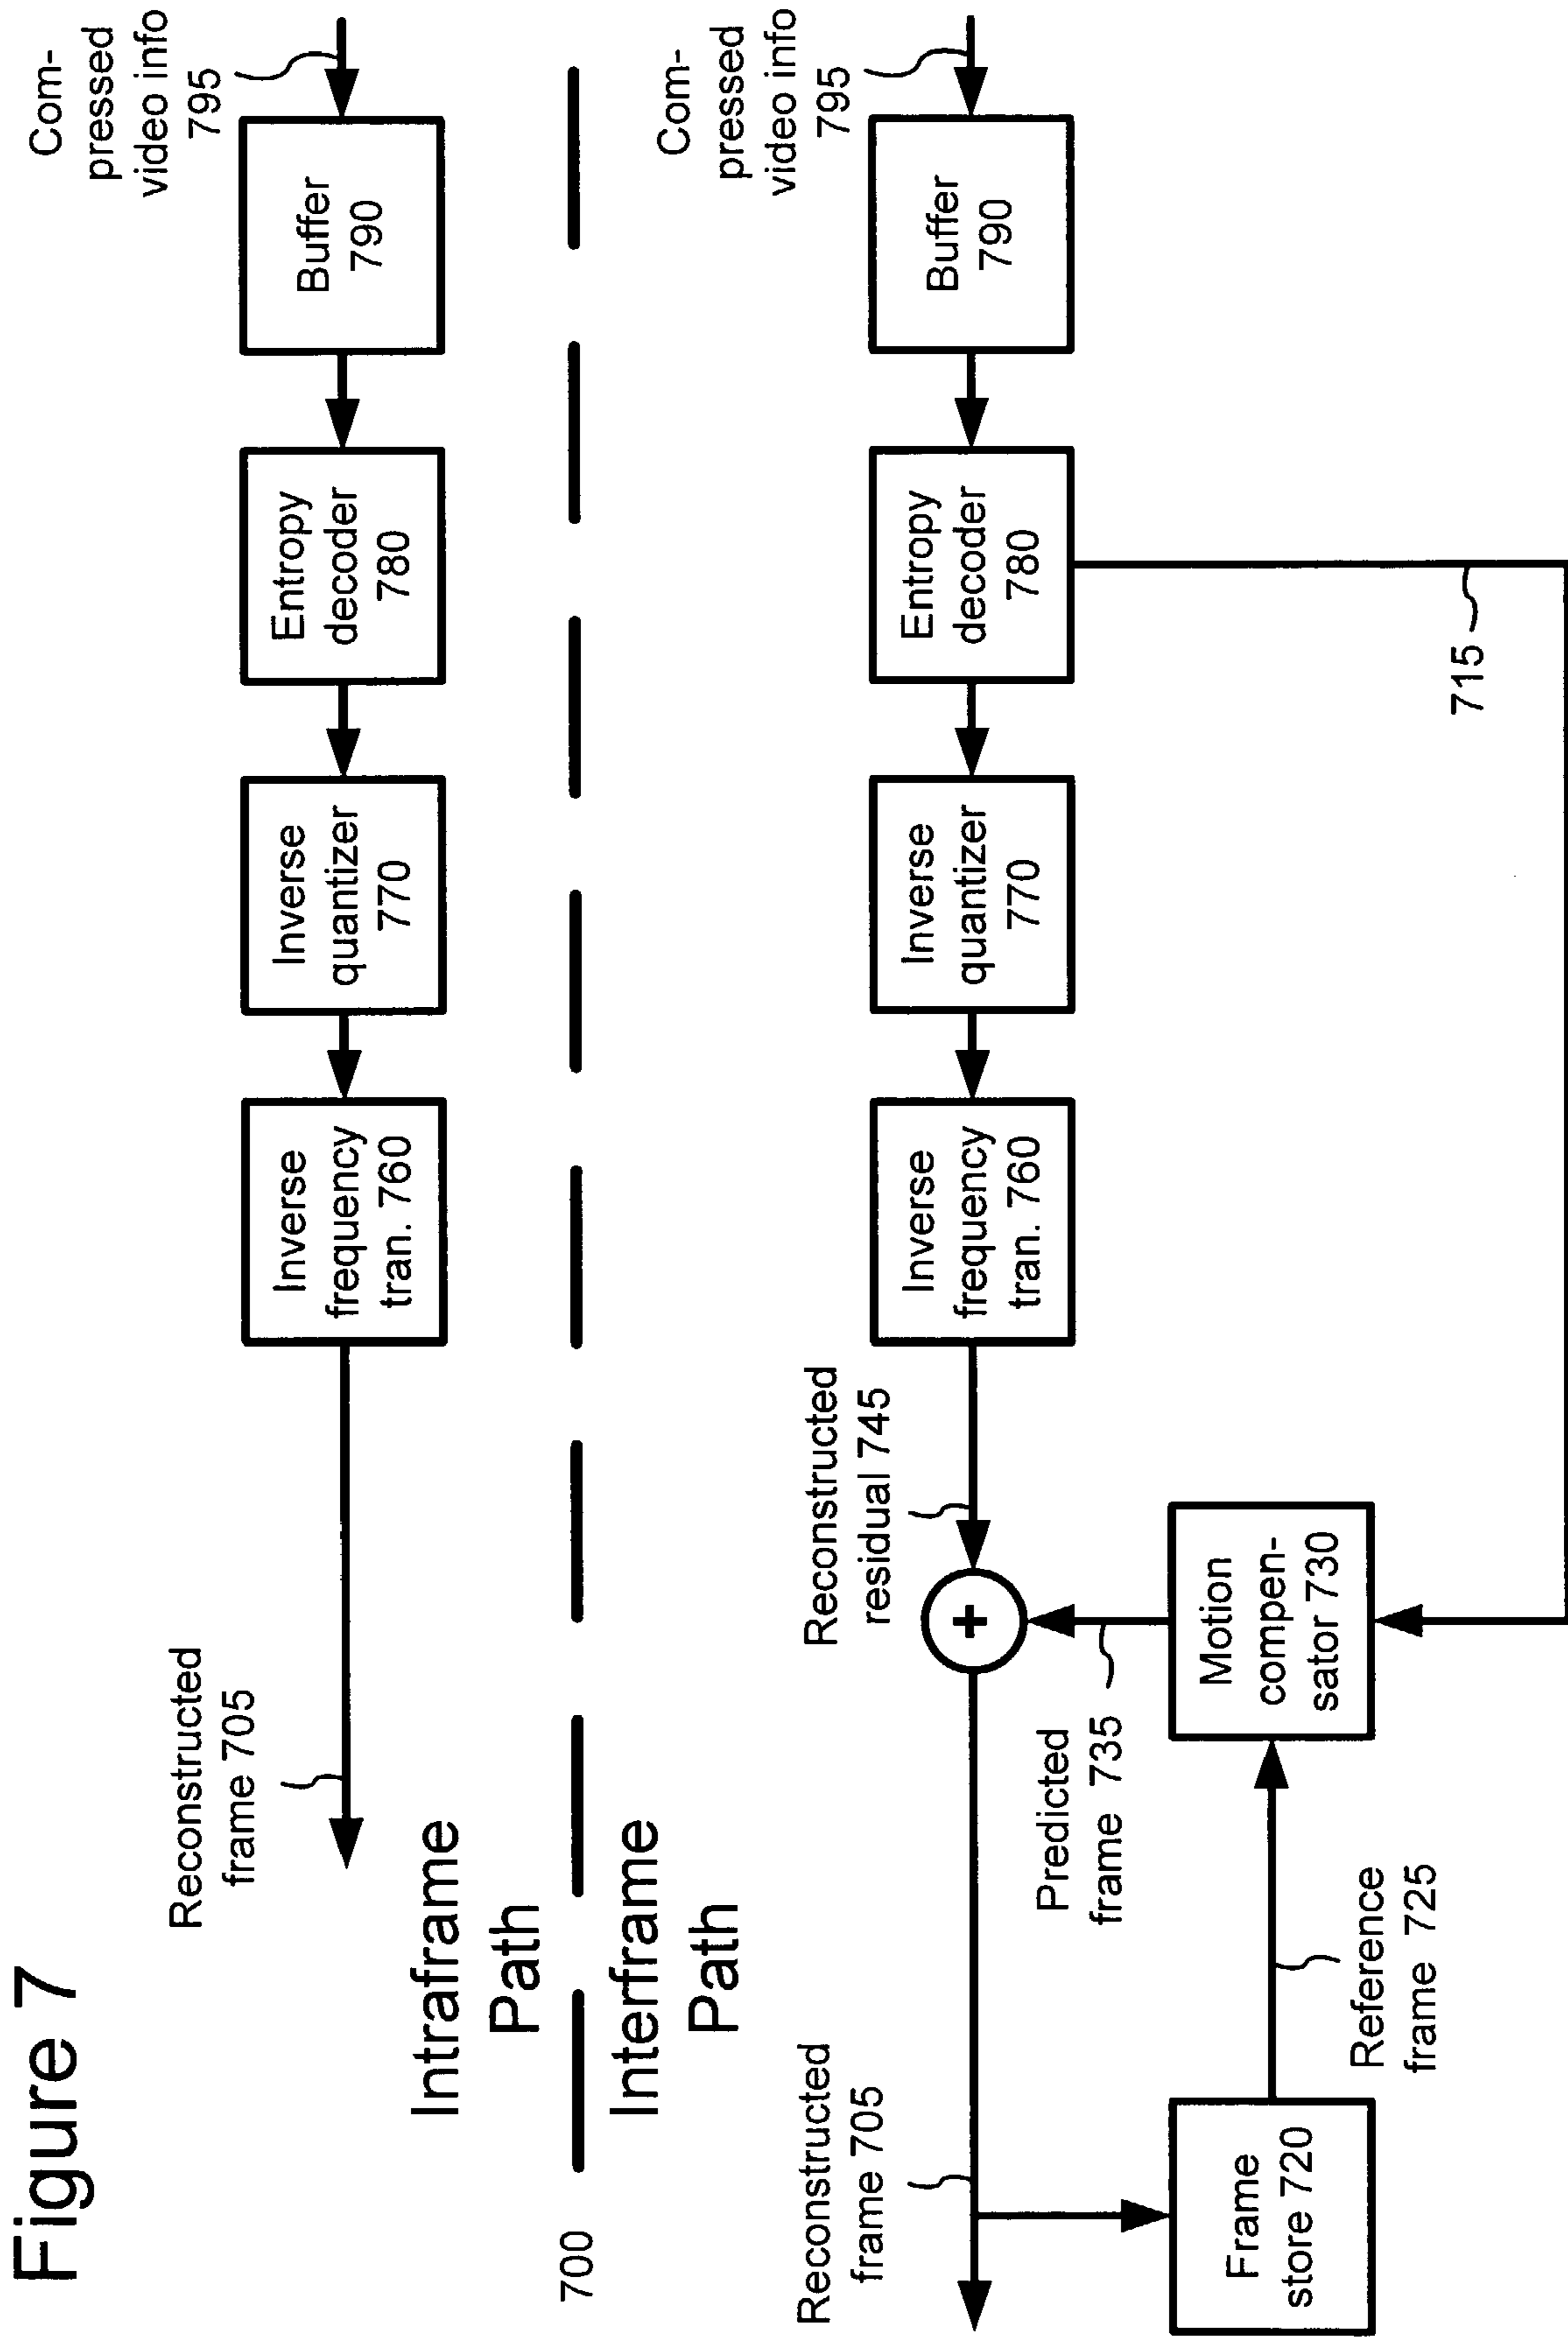 Figure 7
Reconstructed
frame 705
Inverse
frequency
tran. 760
Inverse
quantizer
770
Entropy
decoder
780
Buffer
790
Com-
pressed
video info
795
Intraframe
Path
700
Interframe
Path
Reconstructed
frame 705
Reconstructed
residual 745
+
Inverse
frequency
tran. 760
Inverse
quantizer
770
Entropy
decoder
780
Buffer
790
Com-
pressed
video info
795
Predicted
frame 735
Frame
store 720
Reference
frame 725
Motion
compen-
sator 730
715